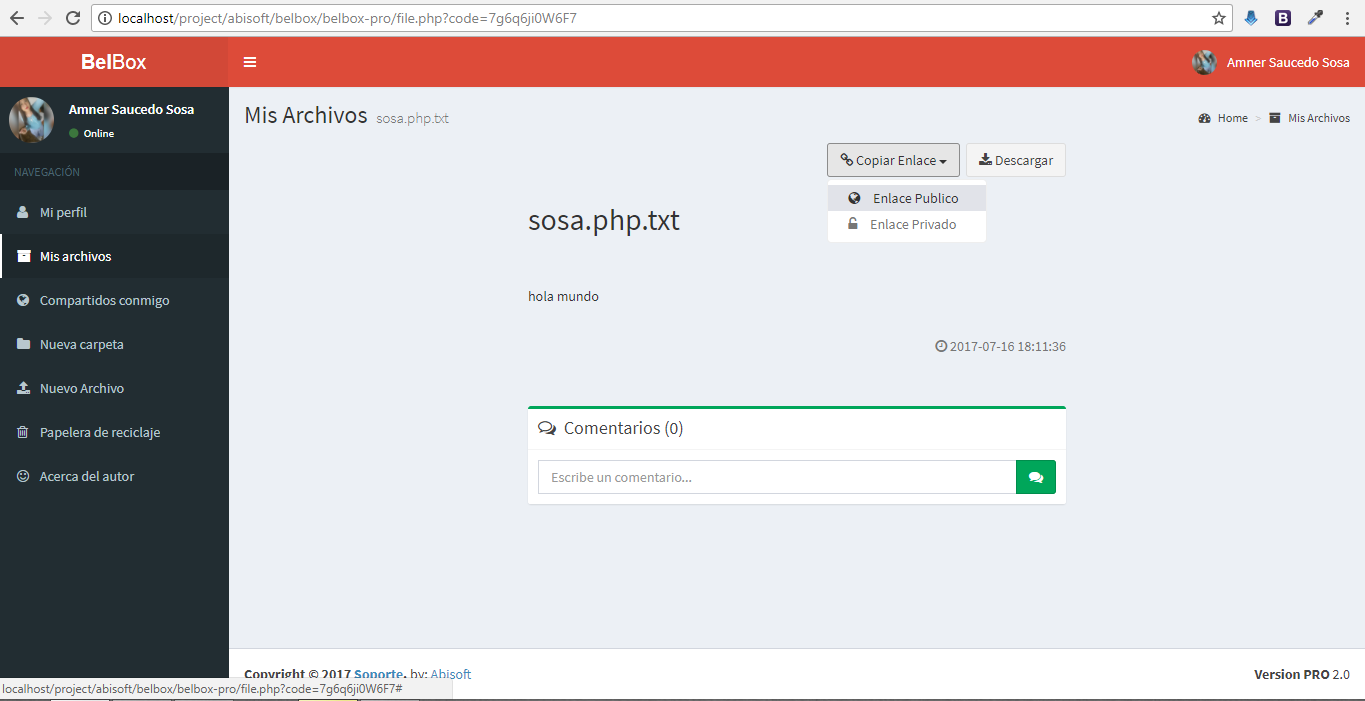 localhost/project/abisoft/belbox/belbox-pro/file.php?code=7g6q6ji0W6F7
B
BelBox
Amner Saucedo Sosa
Amner Saucedo Sosa
Online
NAVEGACIÓN
Mi perfil
Mis archivos
Compartidos conmigo
Nueva carpeta
Nuevo Archivo
Papelera de reciclaje
Acerca del autor
Mis Archivos sosa.php.txt
Home > Mis Archivos
Copiar Enlace
Descargar
Enlace Publico
Enlace Privado
sosa.php.txt
hola mundo
2017-07-16 18:11:36
Comentarios (0)
Escribe un comentario...
Copyright © 2017 Soporte. by: Abisoft
Version PRO 2.0
localhost/project/abisoft/belbox/belbox-pro/file.php?code=7g6q6ji0W6F7#